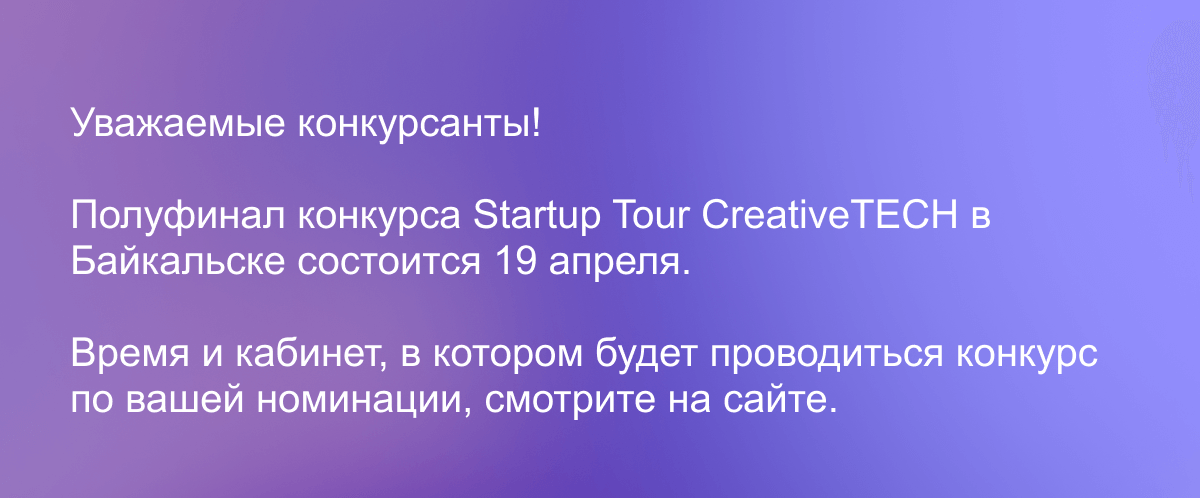 Уважаемые конкурсанты!
Полуфинал конкурса Startup Tour CreativeTECH в
Байкальске состоится 19 апреля.
Время и кабинет, в котором будет проводиться конкурс
по вашей номинации, смотрите на сайте.